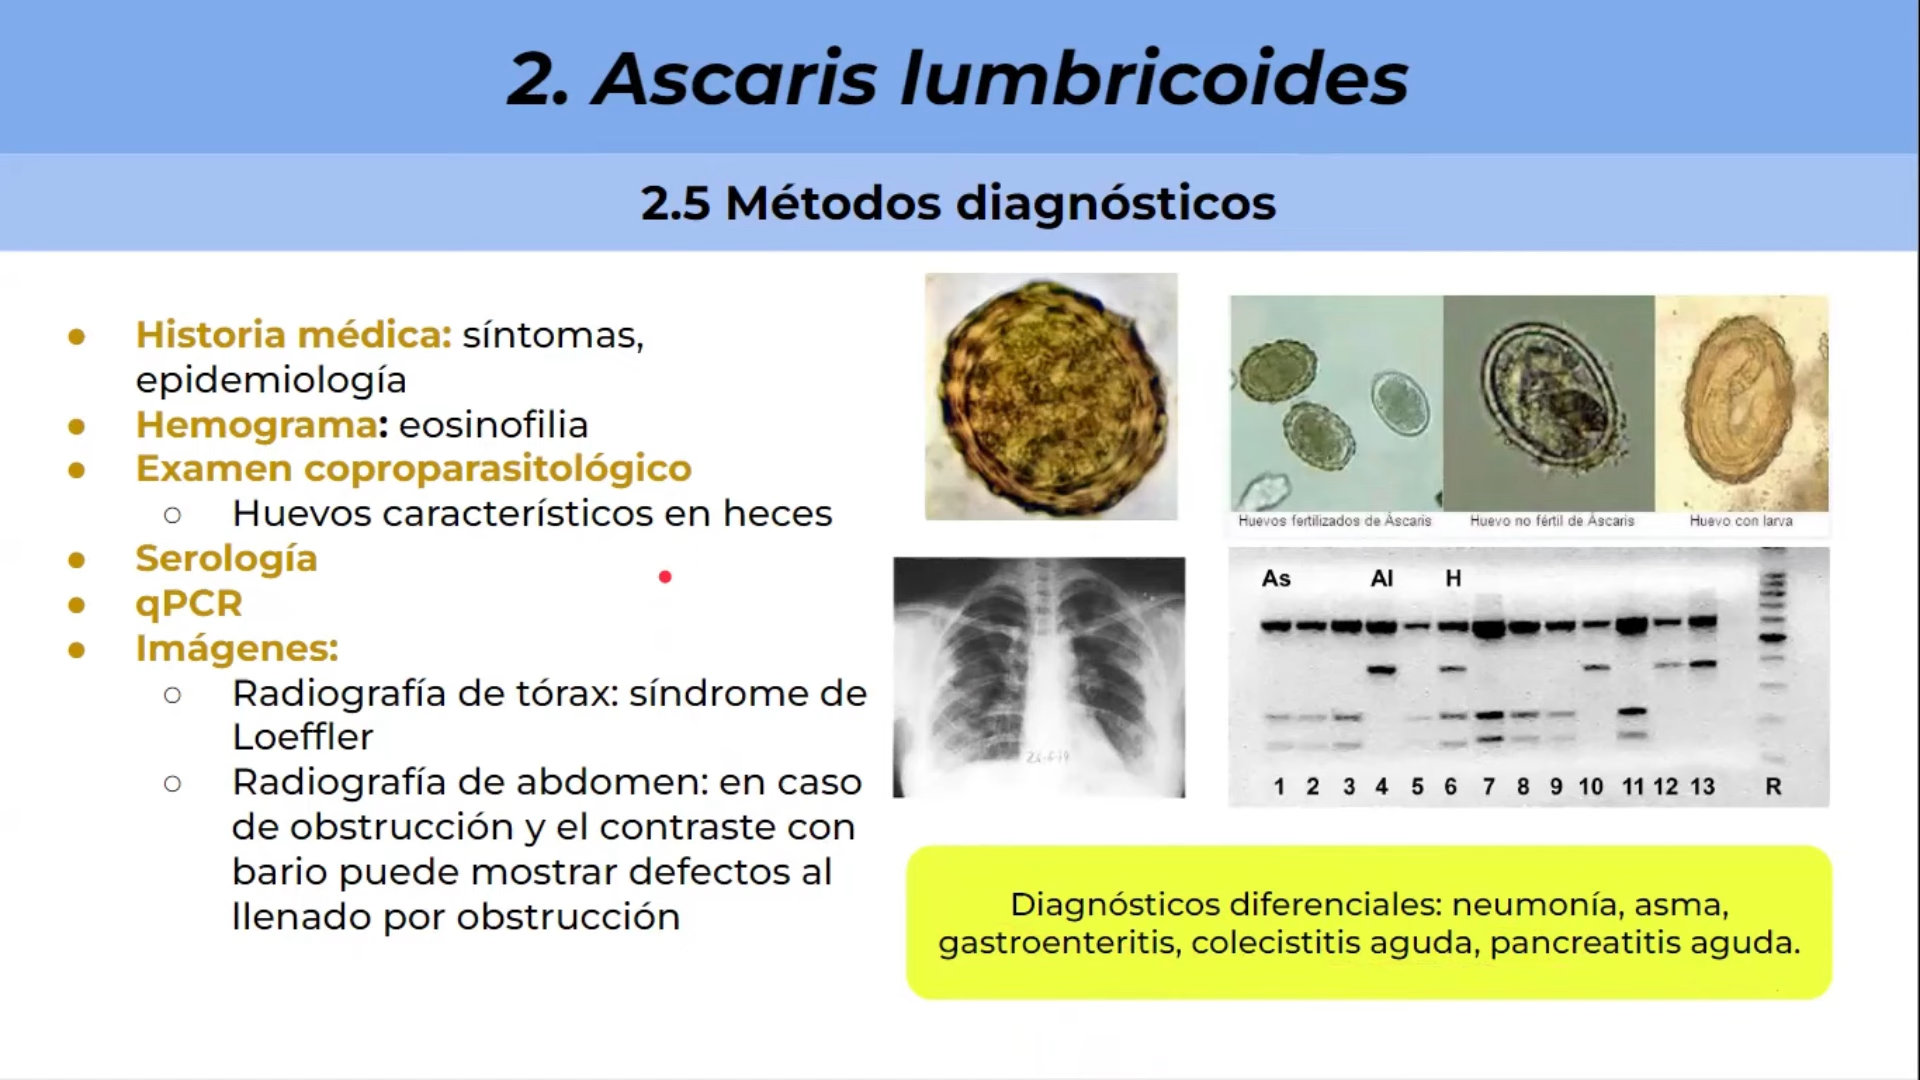 2. Ascaris lumbricoides
2.5 Métodos diagnósticos
● Historia médica: síntomas,
epidemiología
● Hemograma: eosinofilia
● Examen coproparasitológico
○ Huevos característicos en heces
● Serología
● qPCR
● Imágenes:
○ Radiografía de tórax: síndrome de
Loeffler
○ Radiografía de abdomen: en caso
de obstrucción y el contraste con
bario puede mostrar defectos al
llenado por obstrucción
Huevos fertilizados de Áscaris Huevo no fértil de Áscaris Huevo con larva
As Al H
1 2 3 4 5 6 7 8 9 10 11 12 13 R
Diagnósticos diferenciales: neumonía, asma,
gastroenteritis, colecistitis aguda, pancreatitis aguda.